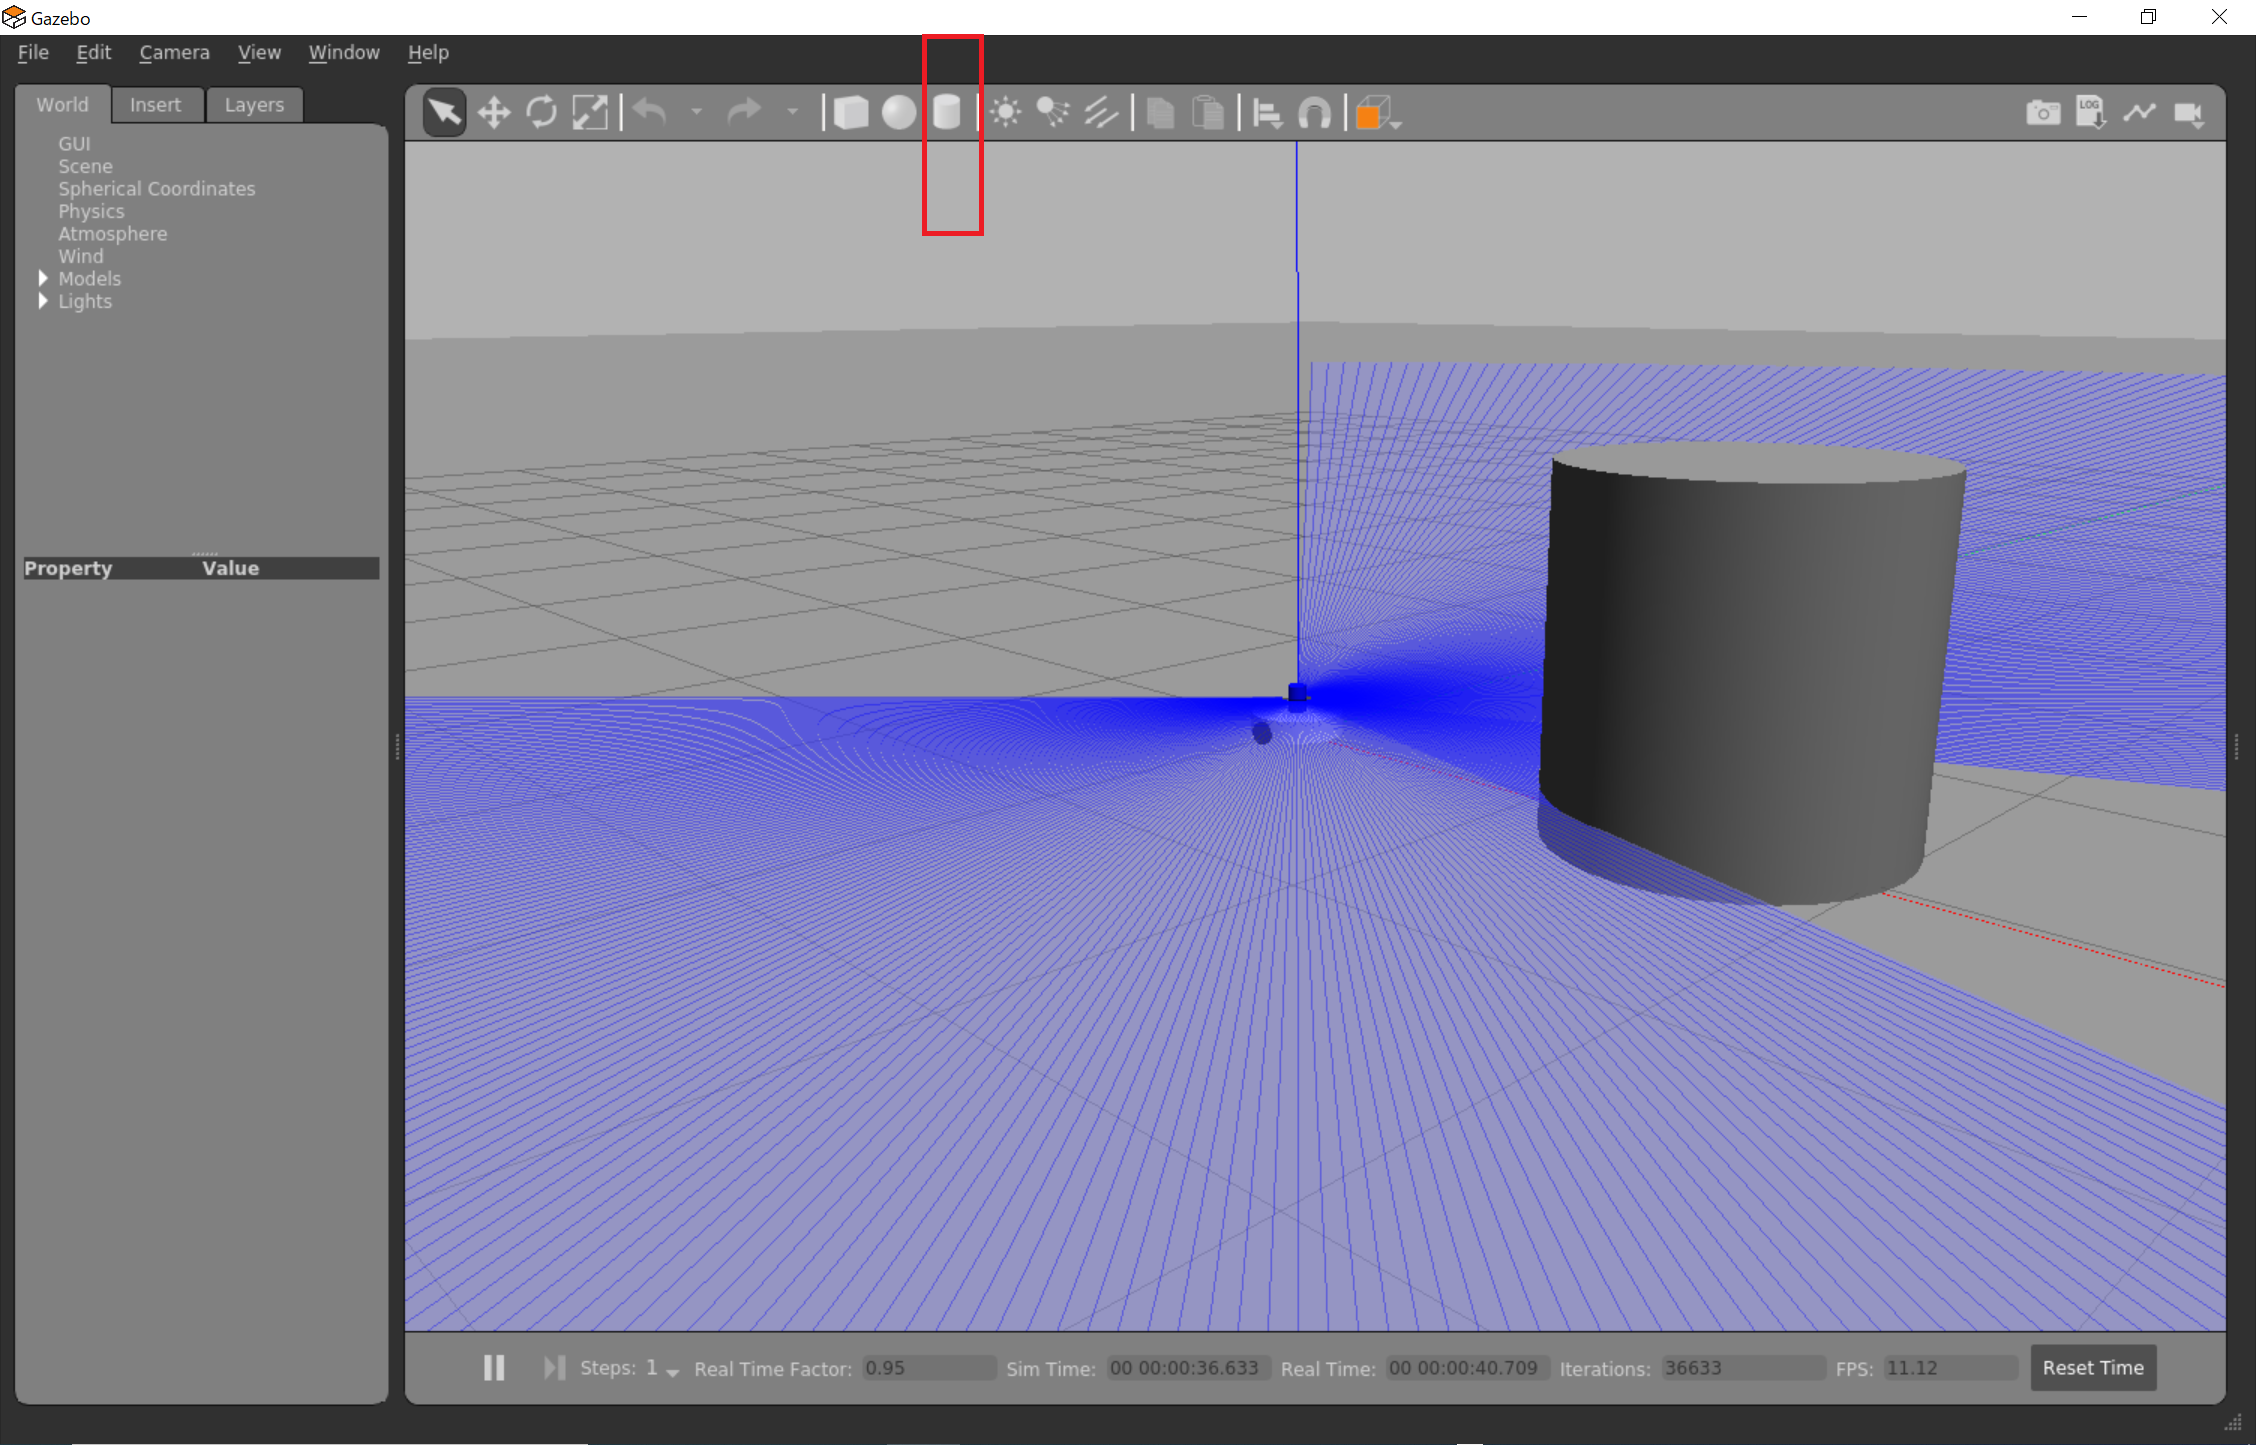 Gazebo
File Edit Camera View Window Help
World Insert Layers
LOG
GUI
Scene
Spherical Coordinates
Physics
Atmosphere
Wind
Models
Lights
Property Value
Steps: 1 Real Time Factor: 0.95 Sim Time: 00 00:00:36.633 Real Time: 00 00:00:40.709 Iterations: 36633 FPS: 11.12 Reset Time